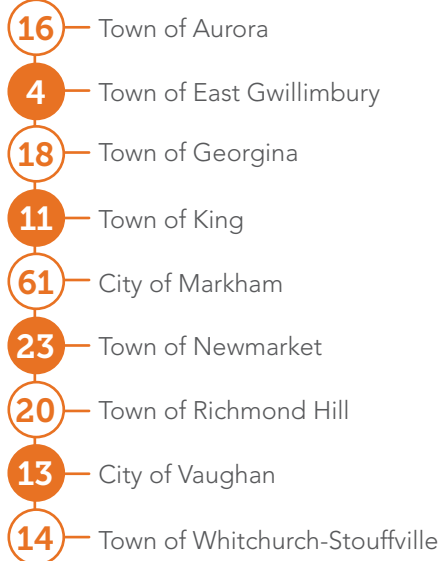 16 Town of Aurora
4 Town of East Gwillimbury
18 Town of Georgina
11 Town of King
61 City of Markham
23 Town of Newmarket
20 Town of Richmond Hill
13 City of Vaughan
14 Town of Whitchurch-Stouffville